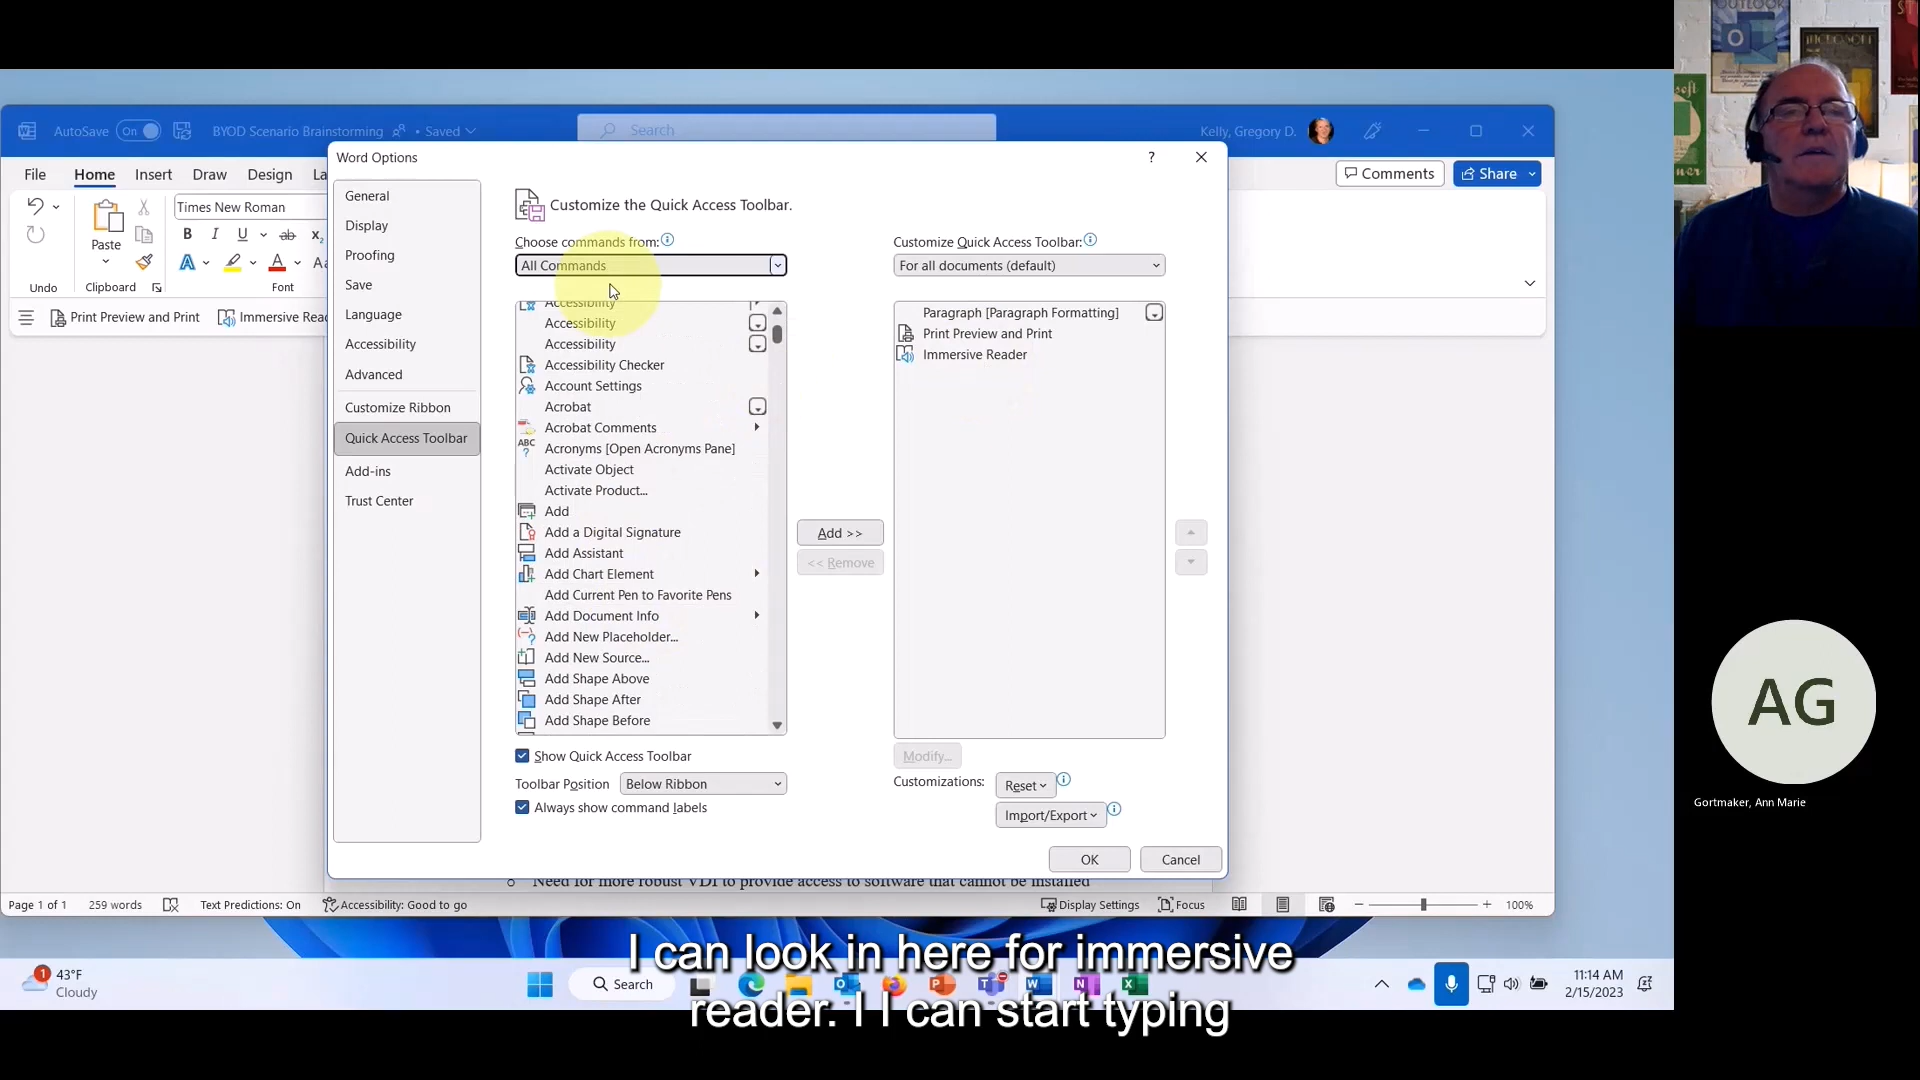 AutoSave On BYOD Scenario Brainstorming • Saved Search Kelly, Gregory D.
File Home Insert Draw Design La Comments Share
Word Options ?
Times New Roman
B I U ab x
Paste
A A Aa
Undo Clipboard Font
Print Preview and Print Immersive Rea
General
Display
Proofing
Save
Language
Accessibility
Advanced
Customize Ribbon
Quick Access Toolbar
Add-ins
Trust Center
Customize the Quick Access Toolbar.
Choose commands from:
All Commands
Accessibility
Accessibility
Accessibility
Accessibility Checker
Account Settings
Acrobat
Acrobat Comments
ABC
? Acronyms [Open Acronyms Pane]
Activate Object
Activate Product...
Add
Add a Digital Signature
Add Assistant
Add Chart Element
Add Current Pen to Favorite Pens
Add Document Info
Add New Placeholder...
Add New Source...
Add Shape Above
Add Shape After
Add Shape Before
Add >>
<< Remove
Customize Quick Access Toolbar:
For all documents (default)
Paragraph [Paragraph Formatting]
Print Preview and Print
Immersive Reader
Show Quick Access Toolbar
Toolbar Position Below Ribbon
Always show command labels
Modify...
Customizations: Reset
Import/Export
OK Cancel
Need for more robust VDI to provide access to software that cannot be installed
Page 1 of 1 259 words Text Predictions: On Accessibility: Good to go Display Settings Focus 100%
I can look in here for immersive
reader. I I can start typing
1 43°F
Cloudy
Search
11:14 AM
2/15/2023
OUTLOOK
AG
Gortmaker, Ann Marie